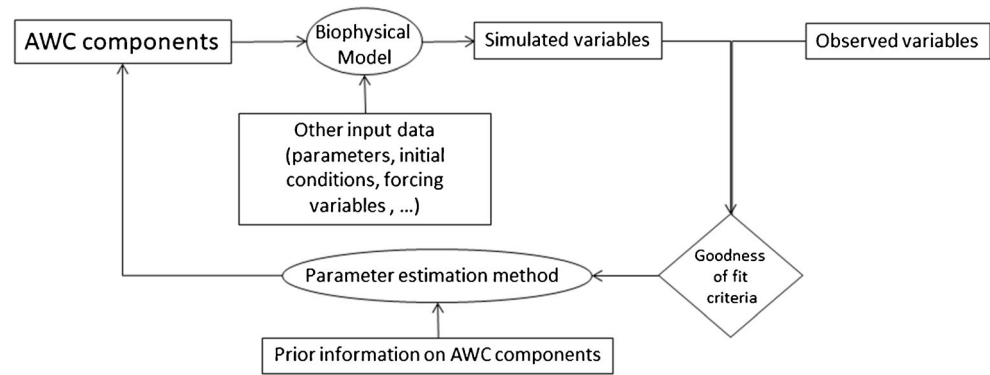 AWC components
Biophysical
Model
Simulated variables
Observed variables
Other input data
(parameters, initial
conditions, forcing
variables , ...)
Goodness
of fit
criteria
Parameter estimation method
Prior information on AWC components